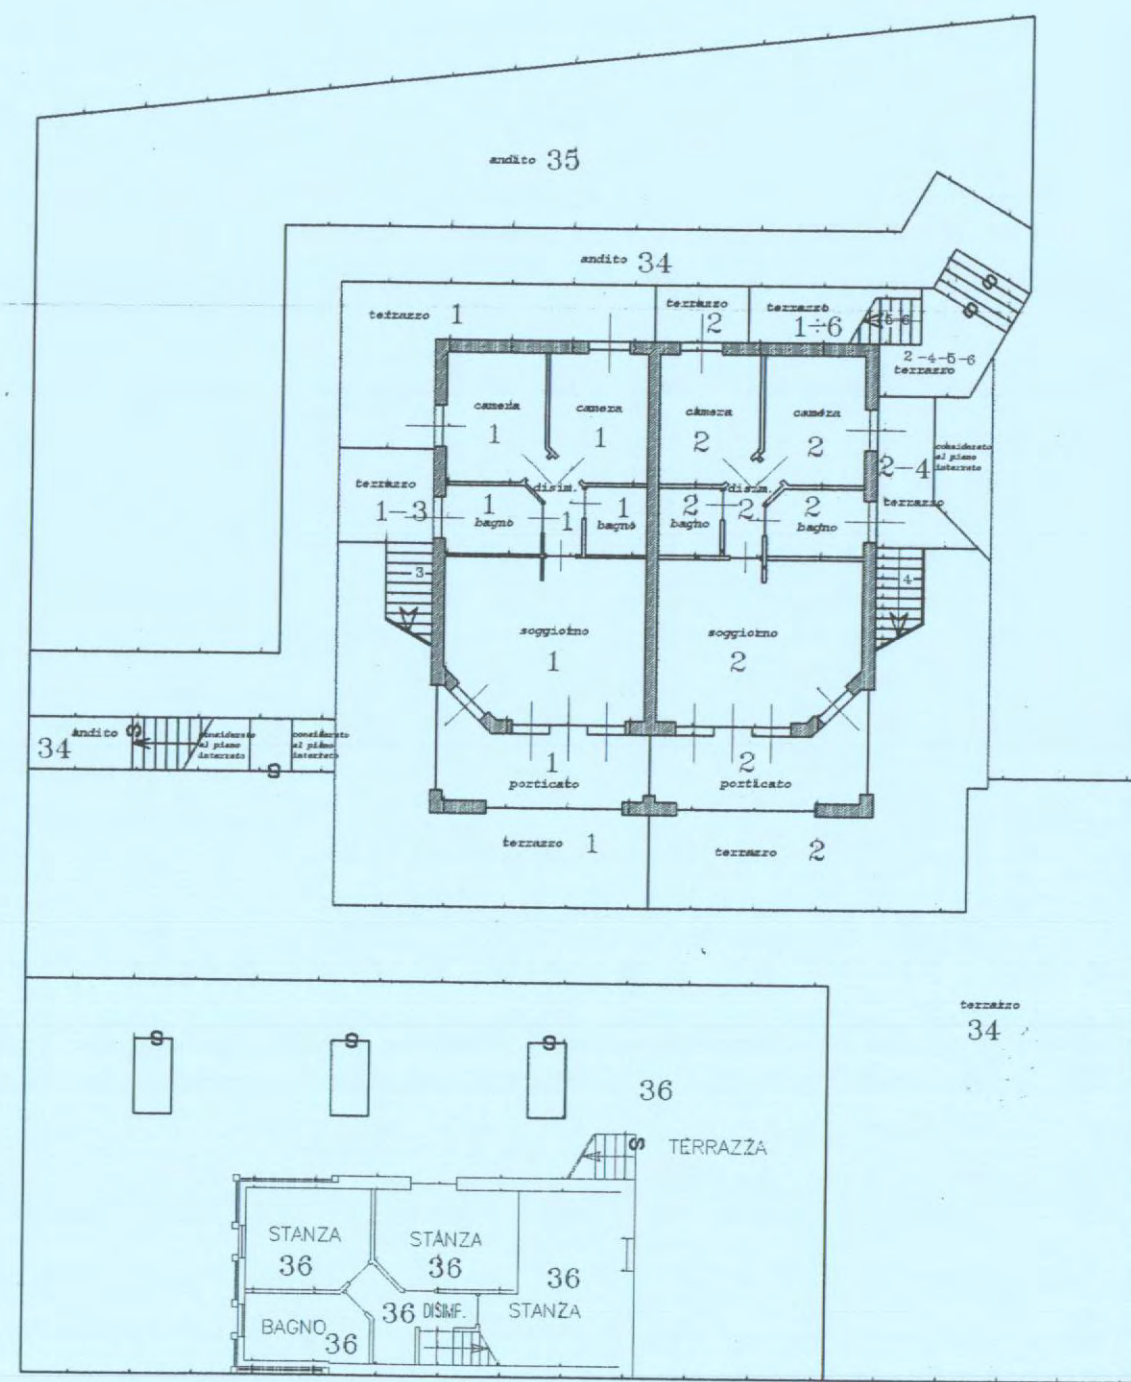 andito 35
andito 34
terrazzo 1
terrazzo 2
terrazzo 1÷6
5-6
S
S
2-4-5-6
terrazzo
camera 1
camera 1
camera 2
camera 2
considerato
al piano
interrato
terrazzo
1-3
2-4
terrazzo
1
bagno
disim.
1
1
bagno
2
bagno
disim.
2
2
bagno
3
4
soggiorno
1
soggiorno
2
34
andito
S
considerato
al piano
interrato
S
considerato
al piano
interrato
1
porticato
2
porticato
terrazzo 1
terrazzo 2
terrazzo
34
S
S
S
36
S
TERRAZZA
STANZA
36
STANZA
36
36
STANZA
BAGNO
36
36
DISIMP.